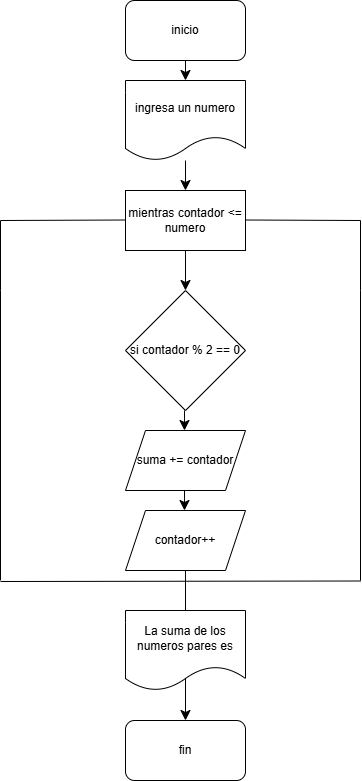 inicio
ingresa un numero
mientras contador <=
numero
si contador % 2 == 0
suma += contador
contador++
La suma de los
numeros pares es
fin